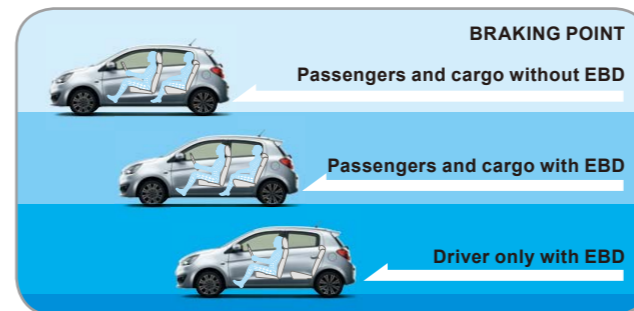 BRAKING POINT
Passengers and cargo without EBD
Passengers and cargo with EBD
Driver only with EBD